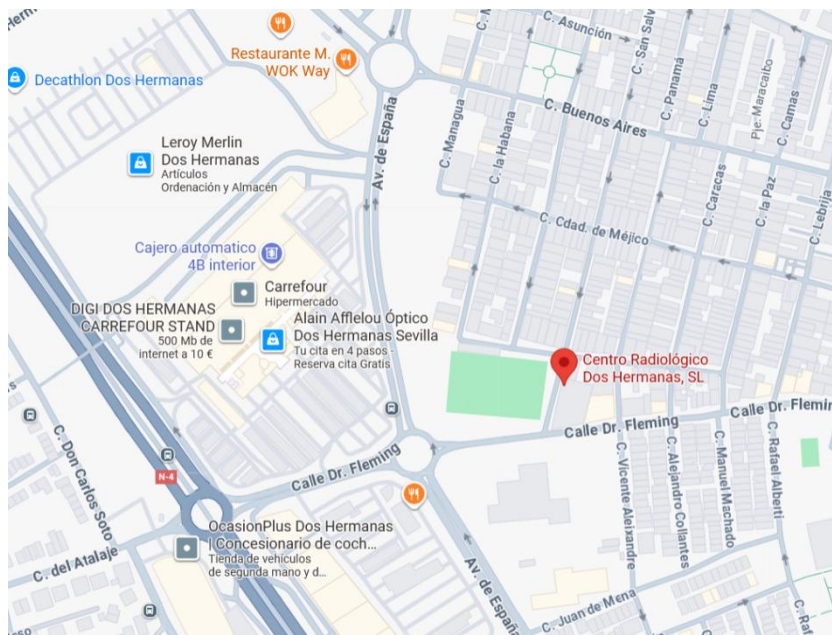 Restaurante M.
WOK Way
Decathlon Dos Hermanas
Leroy Merlin
Dos Hermanas
Artículos
Ordenación y Almacén
Av. de España
C. Asunción
C. San Salv
C. Panamá
C. Lima
Pje. Maracaibo
C. Camas
C. Buenos Aires
C. Managua
C. la Habana
C. Caracas
C. la Paz
C. Lebrija
C. Cdad. de Méjico
Cajero automatico
4B interior
Carrefour
Hipermercado
DIGI DOS HERMANAS
CARREFOUR STAND
500 Mb de
internet a 10 €
Alain Afflelou Óptico
Dos Hermanas Sevilla
Tu cita en 4 pasos -
Reserva cita Gratis
Centro Radiológico
Dos Hermanas, SL
Calle Dr. Fleming
Calle Dr. Flemin
Calle Dr. Fleming
N-4
C. Don Carlos Soto
C. Vicente Aleixandre
C. Alejandro Collantes
C. Manuel Machado
C. Rafael Alberti
OcasionPlus Dos Hermanas
| Concesionario de coch...
Tienda de vehículos
de segunda mano y d...
C. del Atalaje
Av. de España
C. Juan de Mena
C. Raf